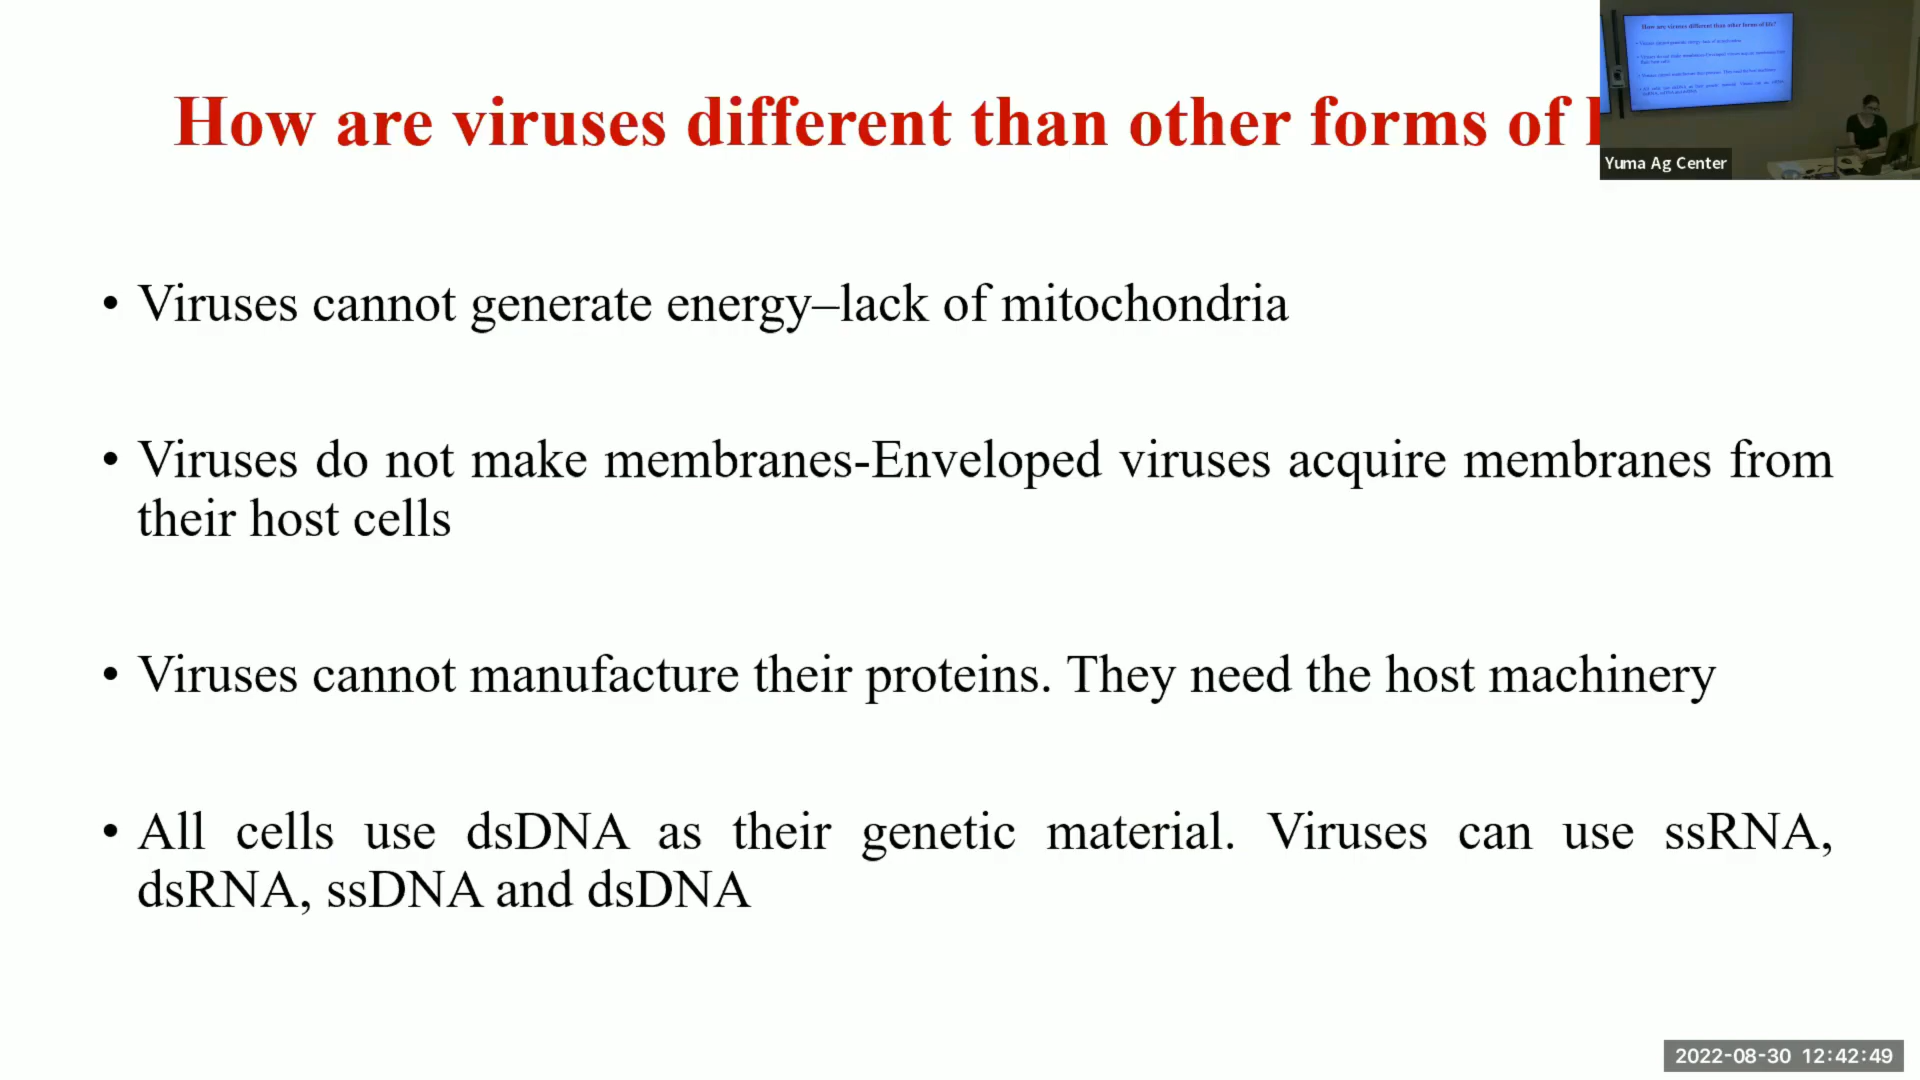 How are viruses different than other forms of
Yuma Ag Center
• Viruses cannot generate energy–lack of mitochondria
• Viruses do not make membranes-Enveloped viruses acquire membranes from
their host cells
• Viruses cannot manufacture their proteins. They need the host machinery
• All cells use dsDNA as their genetic material. Viruses can use ssRNA,
dsRNA, ssDNA and dsDNA
2022-08-30 12:42:49